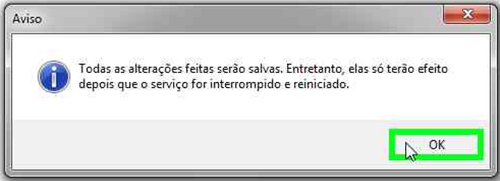 Aviso
Todas as alterações feitas serão salvas. Entretanto, elas só terão efeito
depois que o serviço for interrompido e reiniciado.
OK